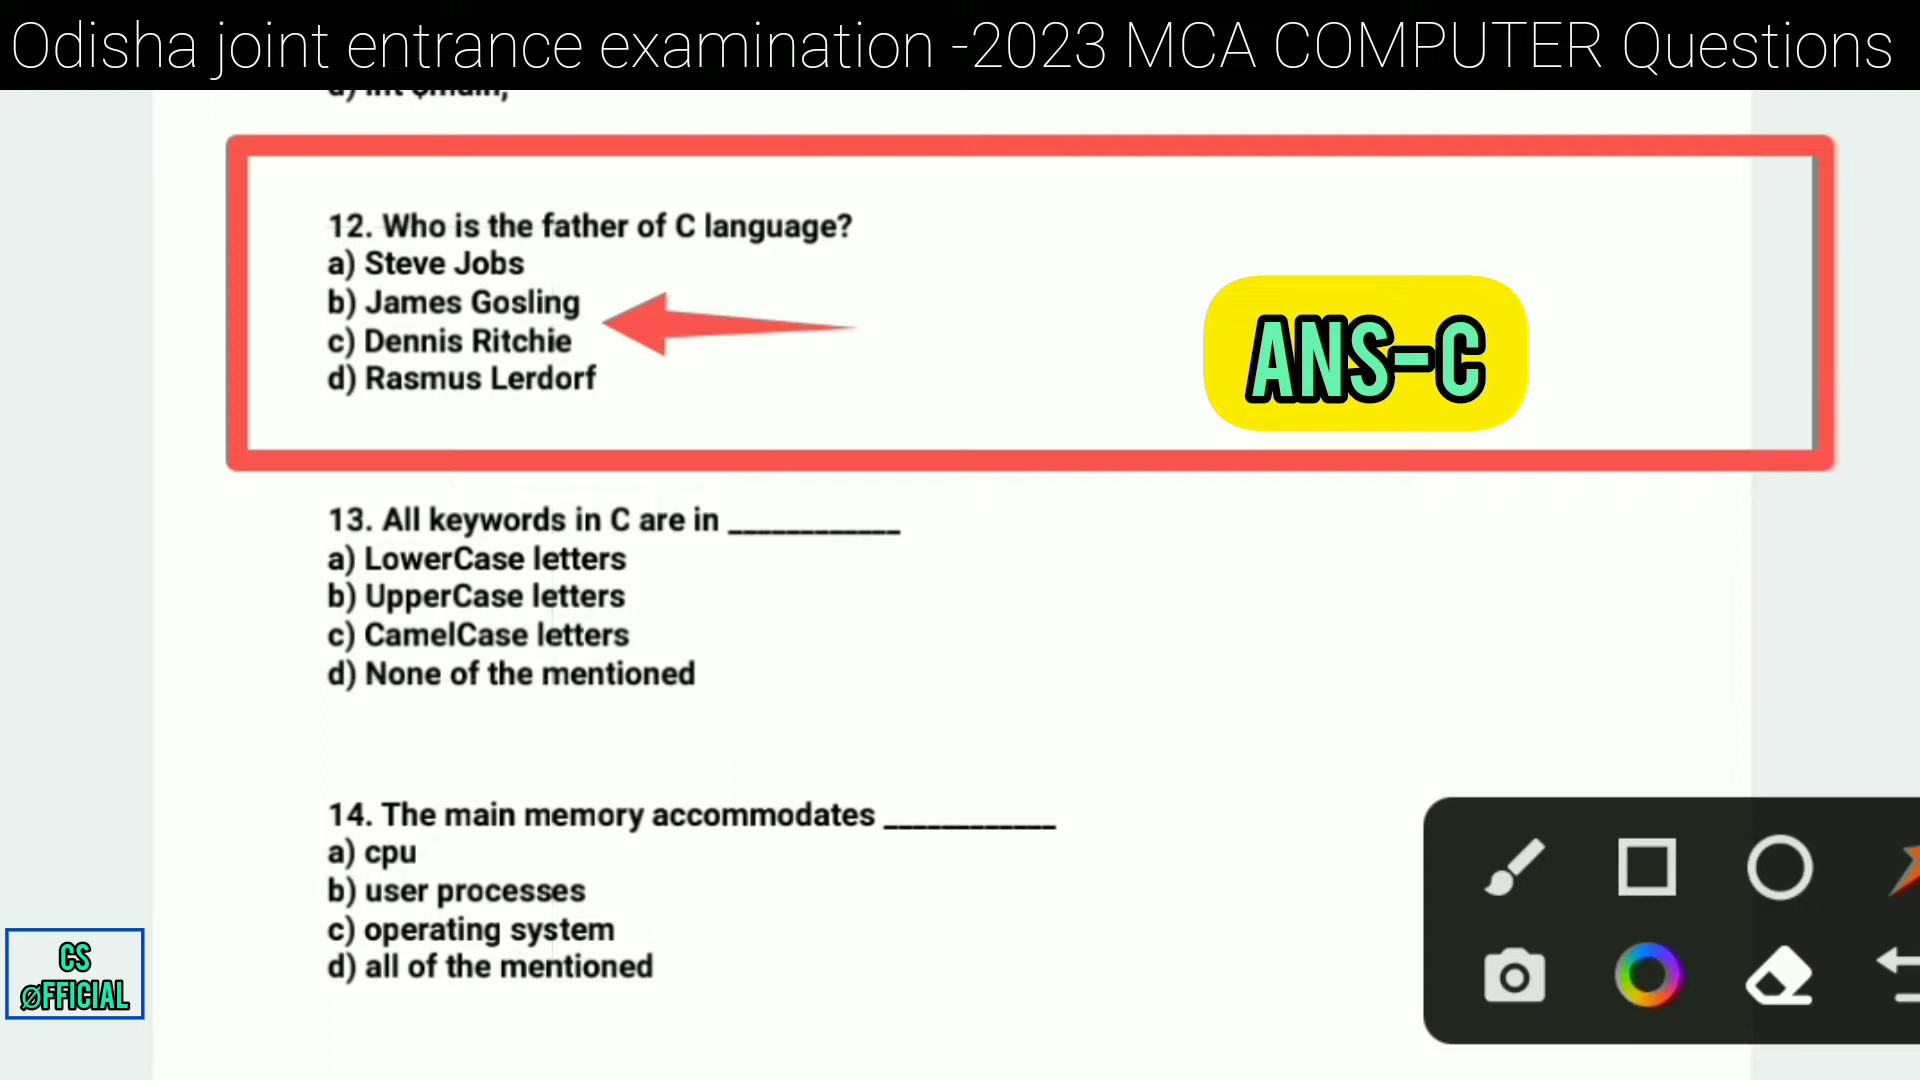 Odisha joint entrance examination -2023 MCA COMPUTER Questions
12. Who is the father of C language?
a) Steve Jobs
b) James Gosling
c) Dennis Ritchie
d) Rasmus Lerdorf
ANS-C
13. All keywords in C are in ____________
a) LowerCase letters
b) UpperCase letters
c) CamelCase letters
d) None of the mentioned
14. The main memory accommodates ____________
a) cpu
b) user processes
c) operating system
d) all of the mentioned
CS
ØFFICIAL